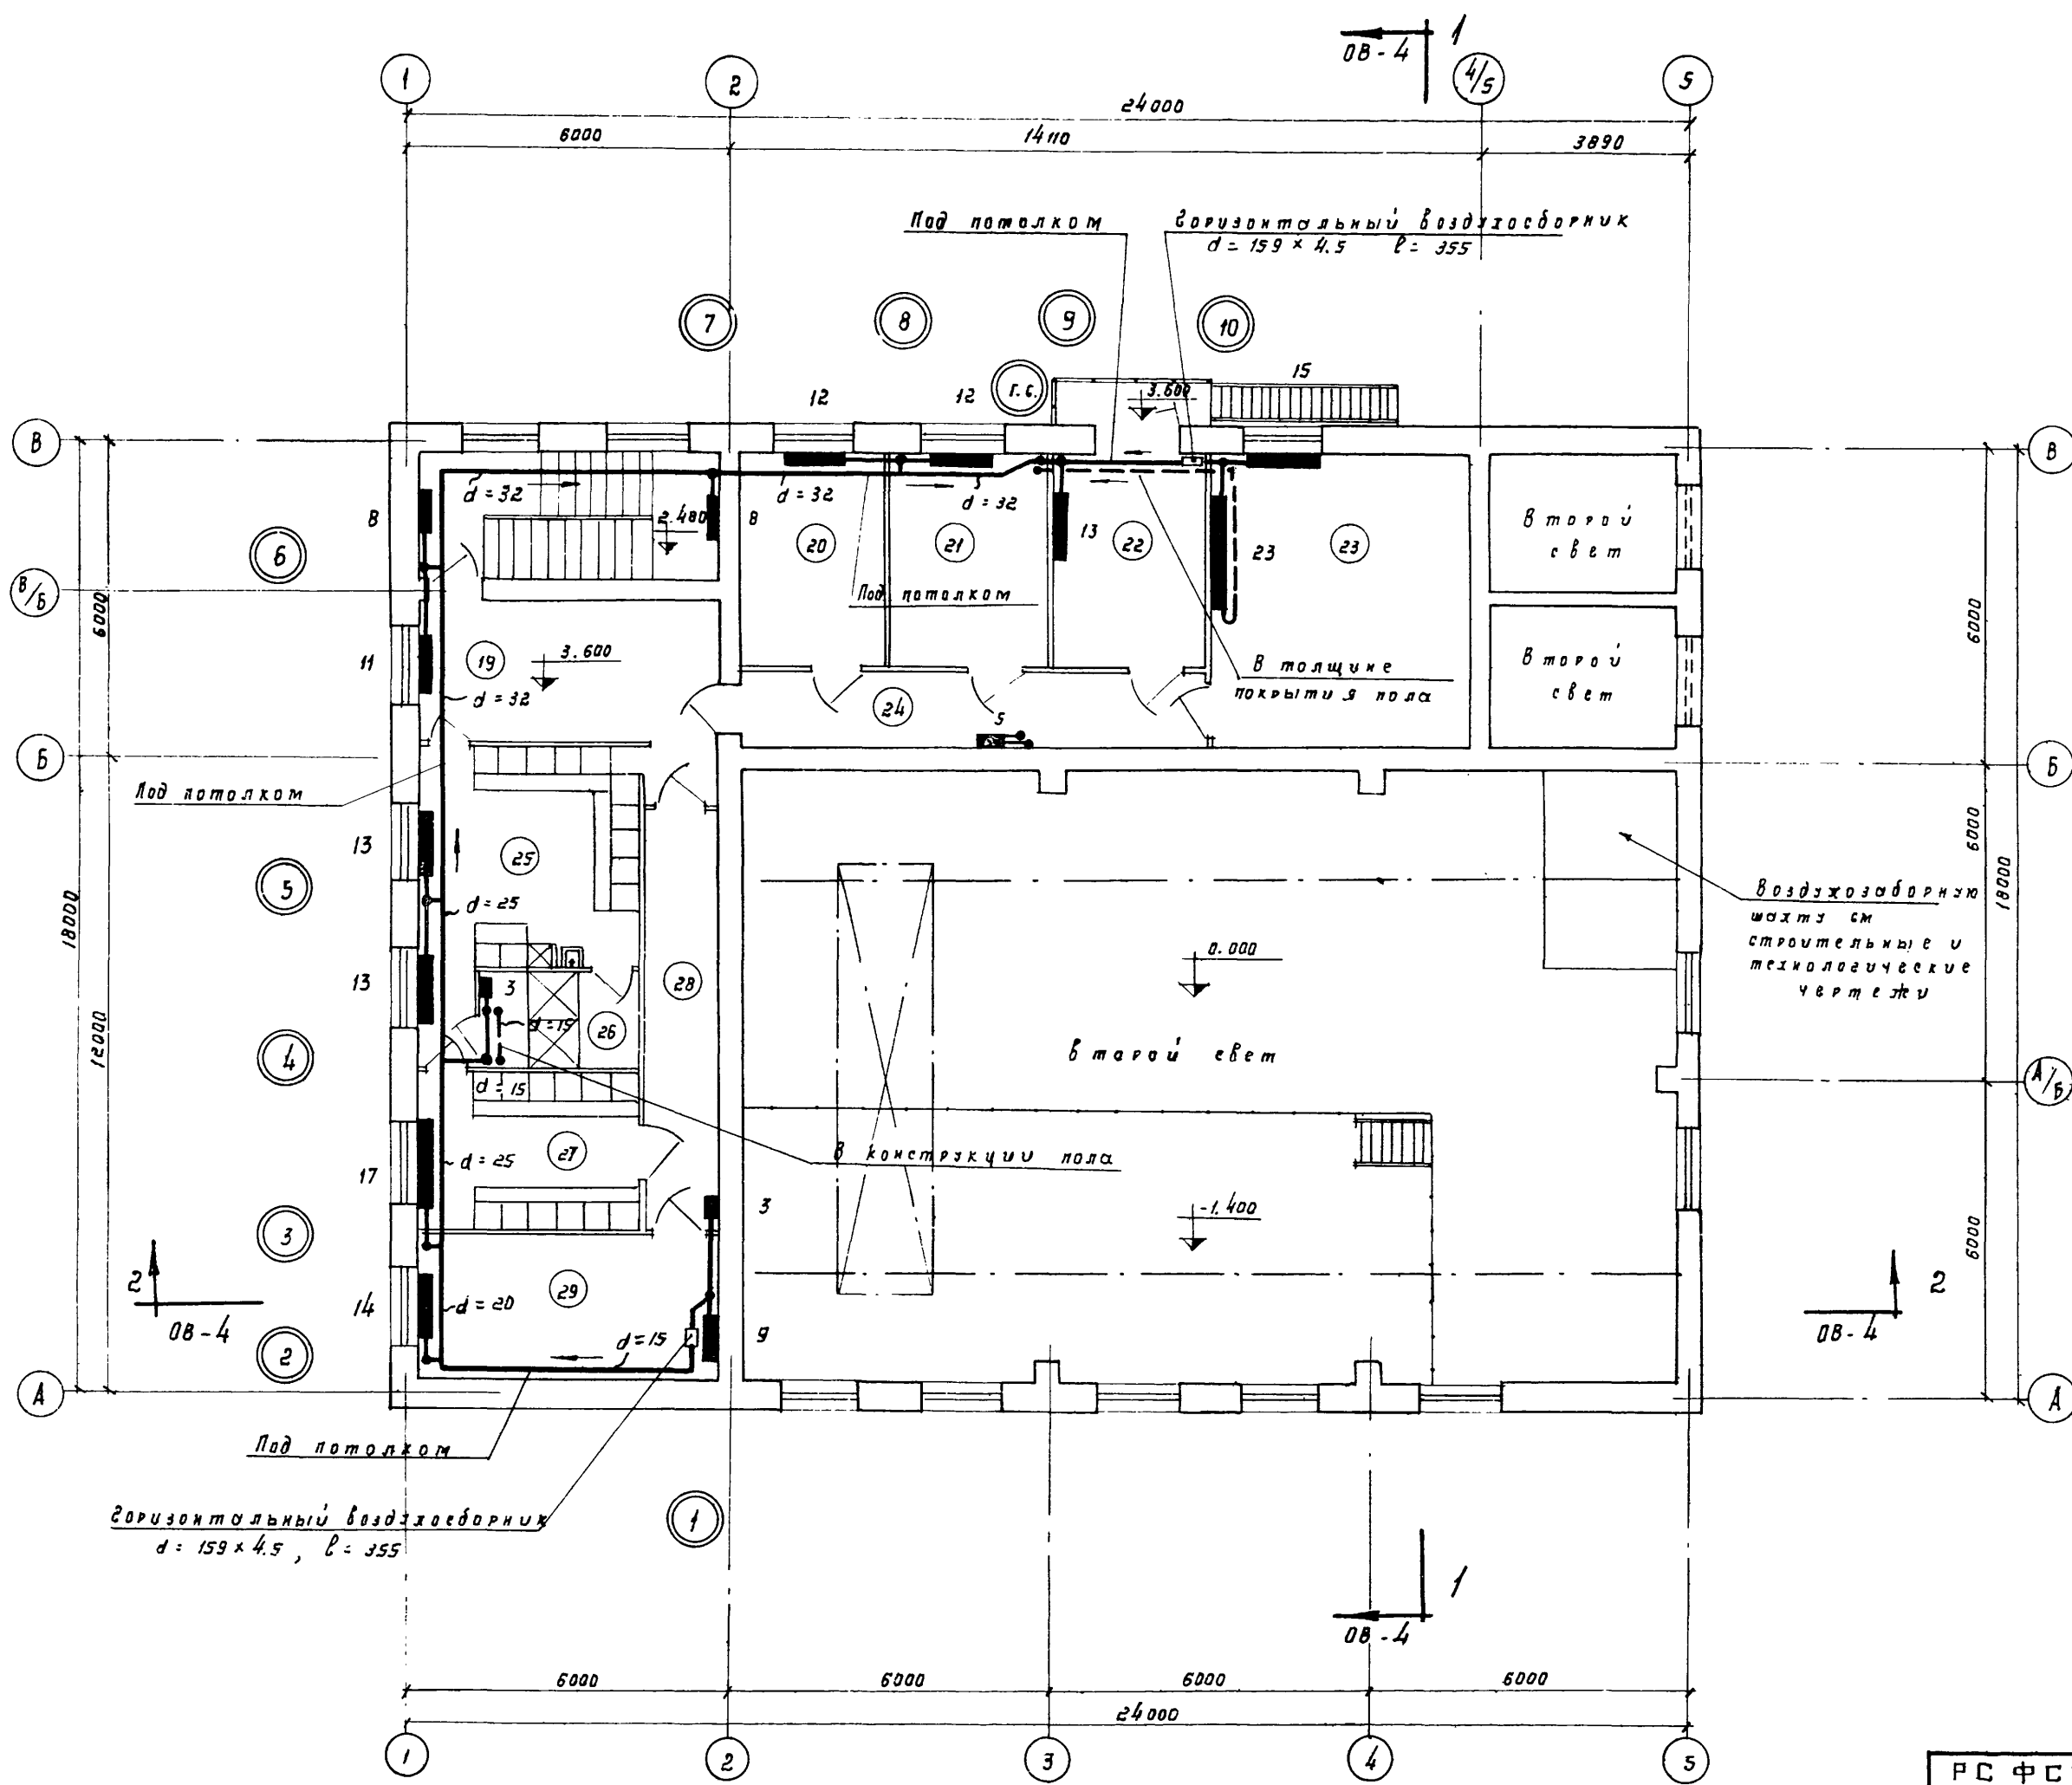 1
ОВ-4
1
2
4/5
5
24000
6000
14110
3890
Под потолком
Горизонтальный воздухосборник
d = 159 × 4.5 ℓ = 355
7
8
9
10
Г.С.
15
3.600
12
12
В
В
d = 32
d = 32
d = 32
2.480
8
8
20
21
13
22
23
23
Второй
свет
6
В/Б
Под потолком
6000
6000
11
19
3.600
d = 32
В толщине
покрытия пола
Второй
свет
24
5
Б
Б
Под потолком
13
25
5
d = 25
18000
6000
18000
Воздухозаборную
шахту см
строительные и
технологические
чертежи
0.000
13
3
28
d = 15
26
4
12000
Второй свет
А/Б
d = 15
В конструкции пола
17
d = 25
27
3
-1.400
6000
3
2
ОВ-4
14
d = 20
29
2
ОВ-4
2
d = 15
9
А
А
Под потолком
Горизонтальный воздухосборник
d = 159 × 4.5, ℓ = 355
1
1
ОВ-4
6000
6000
6000
6000
24000
1
2
3
4
5
РСФС